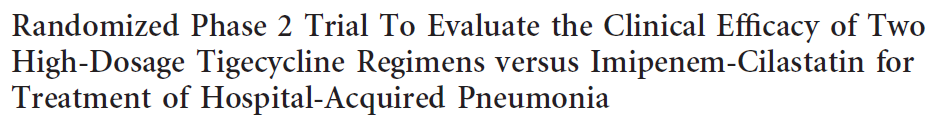 Randomized Phase 2 Trial To Evaluate the Clinical Efficacy of Two
High-Dosage Tigecycline Regimens versus Imipenem-Cilastatin for
Treatment of Hospital-Acquired Pneumonia